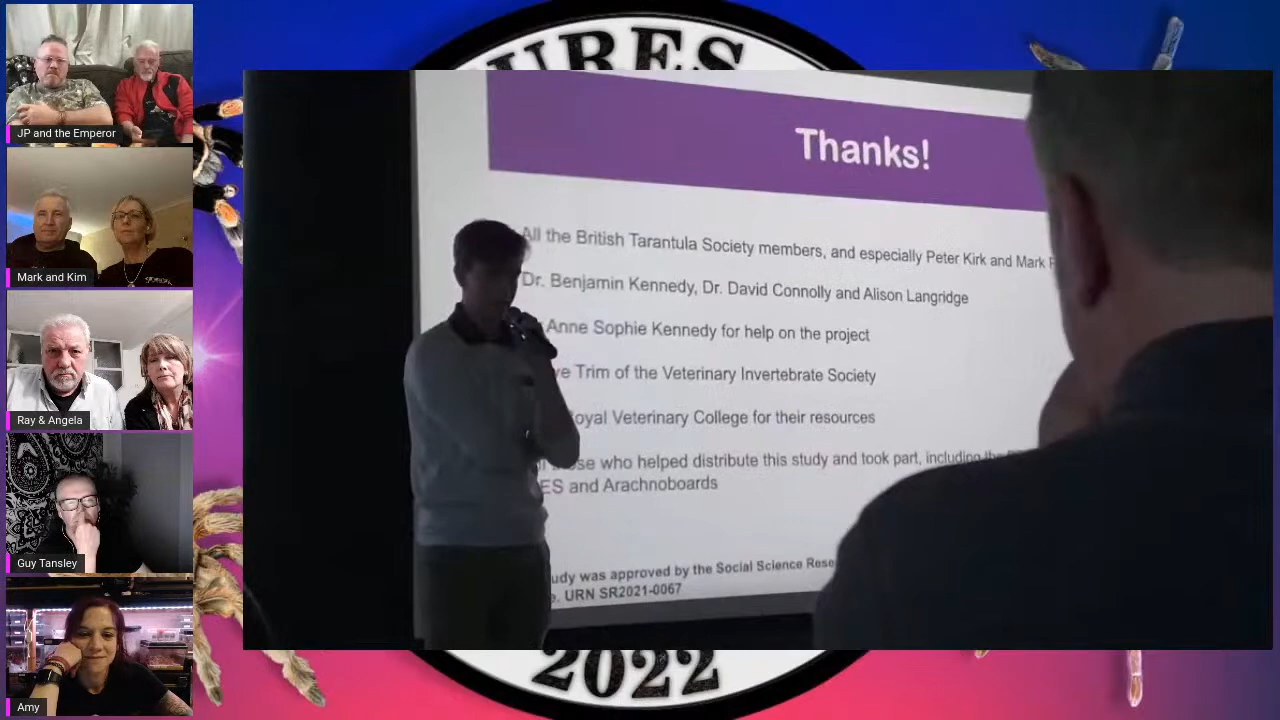 JP and the Emperor
Mark and Kim
Ray & Angela
Guy Tansley
Amy
URES
Thanks!
All the British Tarantula Society members, and especially Peter Kirk and Mark
Dr. Benjamin Kennedy, Dr. David Connolly and Alison Langridge
Anne Sophie Kennedy for help on the project
Trim of the Veterinary Invertebrate Society
Veterinary College for their resources
who helped distribute this study and took part, including
ES and Arachnoboards
was approved by the Social Science
URN SR2021-0067
2022